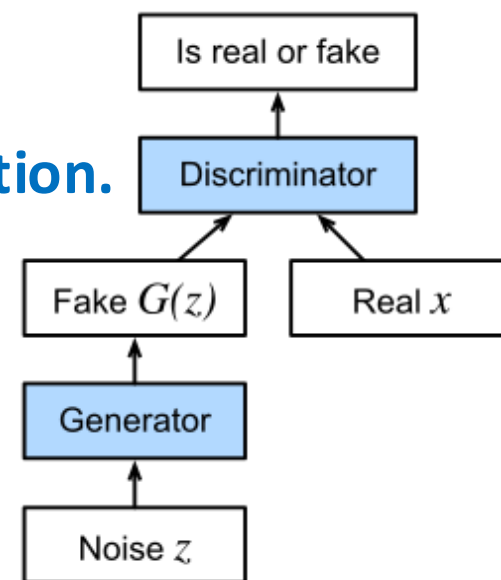 Is real or fake
tion.
Discriminator
Fake G(z)
Real x
Generator
Noise z